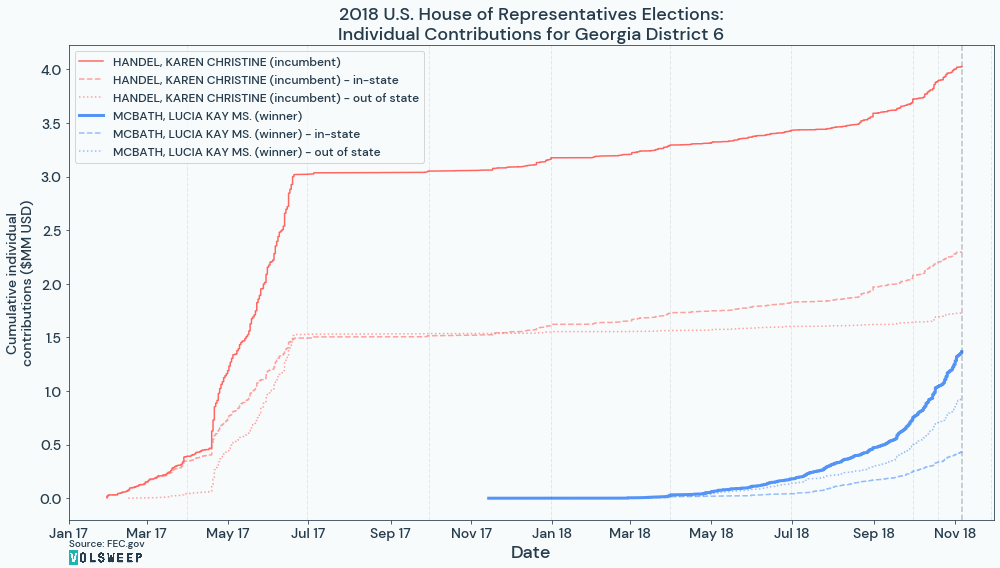 2018 U.S. House of Representatives Elections:
Individual Contributions for Georgia District 6
HANDEL, KAREN CHRISTINE (incumbent)
HANDEL, KAREN CHRISTINE (incumbent) - in-state
HANDEL, KAREN CHRISTINE (incumbent) - out of state
MCBATH, LUCIA KAY MS. (winner)
MCBATH, LUCIA KAY MS. (winner) - in-state
MCBATH, LUCIA KAY MS. (winner) - out of state
Cumulative individual
contributions ($MM USD)
4.0
3.5
3.0
2.5
2.0
1.5
1.0
0.5
0.0
Jan 17 Mar 17 May 17 Jul 17 Sep 17 Nov 17 Jan 18 Mar 18 May 18 Jul 18 Sep 18 Nov 18
Date
Source: FEC.gov
VOLSWEEP